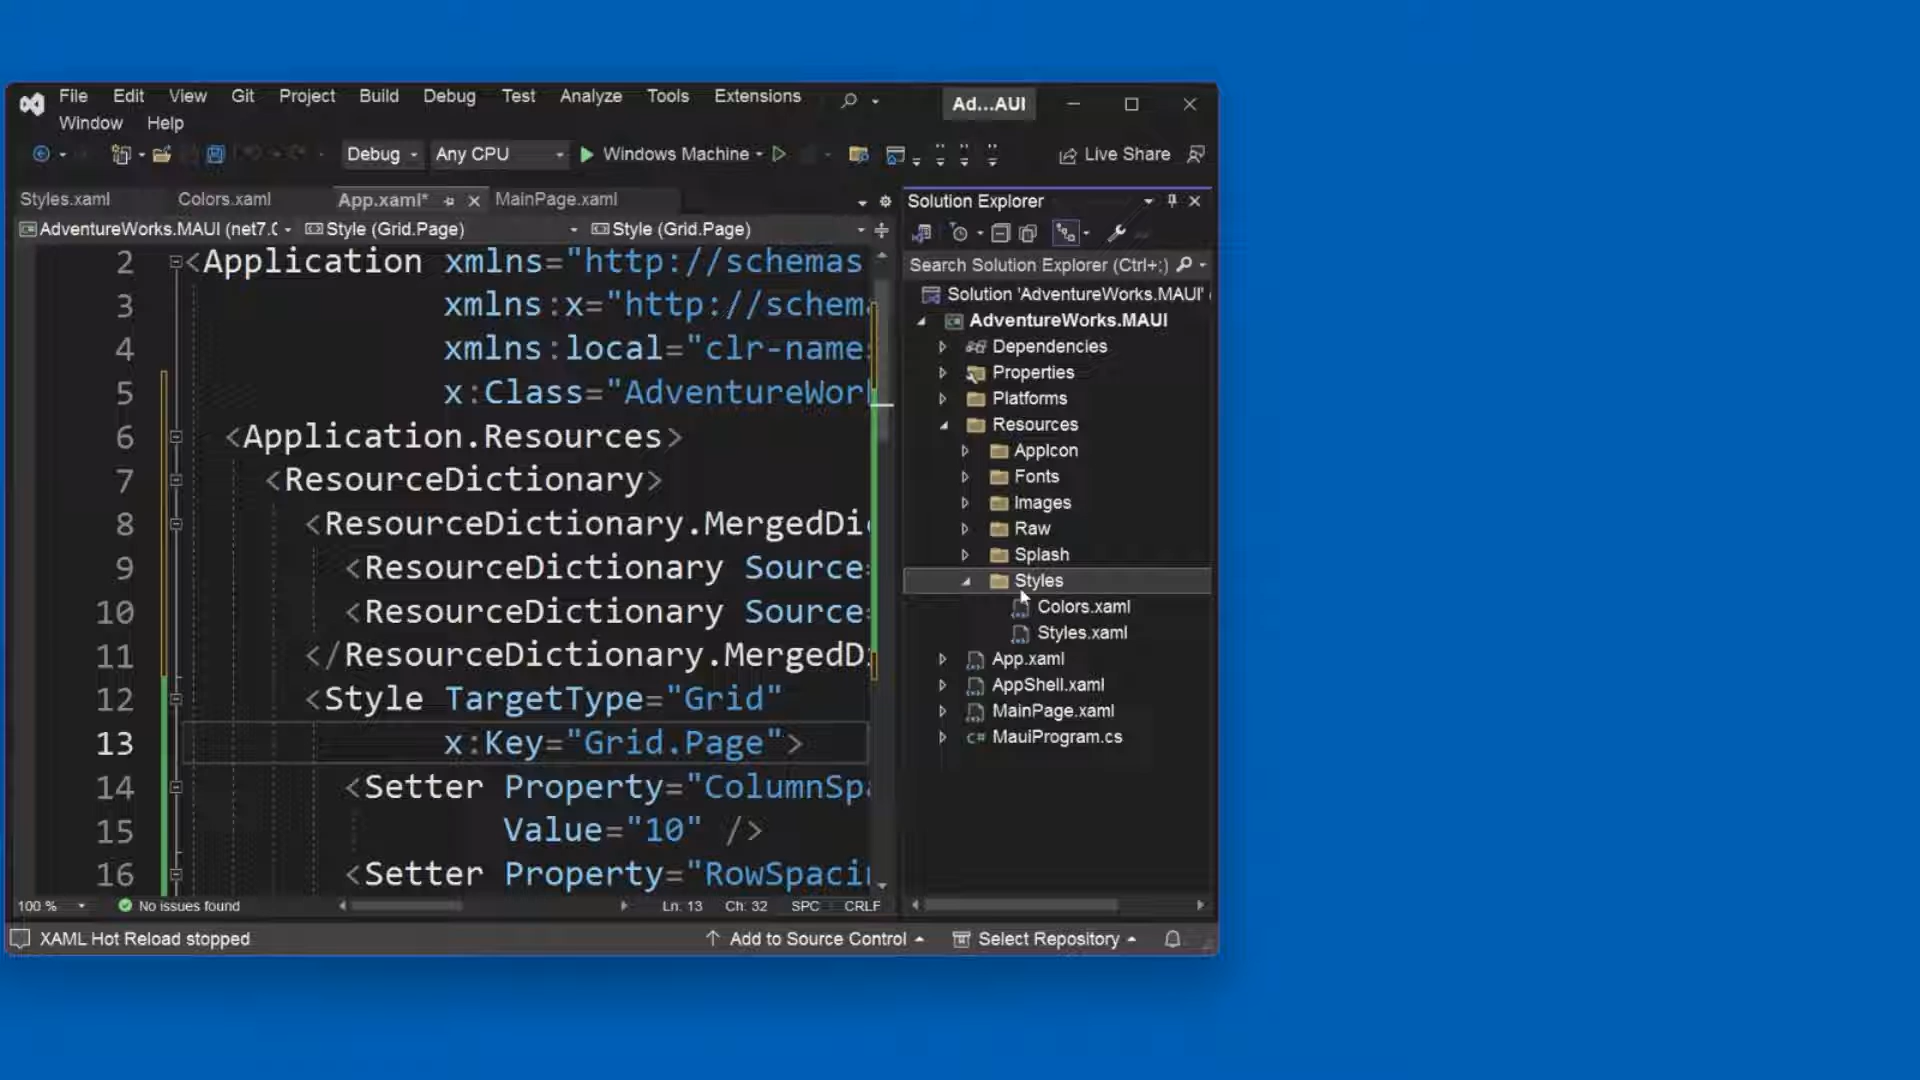 File Edit View Git Project Build Debug Test Analyze Tools Extensions
Ad...AUI
Window Help
Debug Any CPU Windows Machine Live Share
Styles.xaml Colors.xaml App.xaml* MainPage.xaml
AdventureWorks.MAUI (net7.0 Style (Grid.Page) Style (Grid.Page)
2 <Application xmlns="http://schemas
3 xmlns:x="http://schem
4 xmlns:local="clr-name
5 x:Class="AdventureWor
6 <Application.Resources>
7 <ResourceDictionary>
8 <ResourceDictionary.MergedDi
9 <ResourceDictionary Source
10 <ResourceDictionary Source
11 </ResourceDictionary.MergedD
12 <Style TargetType="Grid"
13 x:Key="Grid.Page">
14 <Setter Property="ColumnSpa
15 Value="10" />
16 <Setter Property="RowSpaci
100 % No issues found Ln: 13 Ch: 32 SPC CRLF
Solution Explorer
Search Solution Explorer (Ctrl+;)
Solution 'AdventureWorks.MAUI' (
AdventureWorks.MAUI
Dependencies
Properties
Platforms
Resources
AppIcon
Fonts
Images
Raw
Splash
Styles
Colors.xaml
Styles.xaml
App.xaml
AppShell.xaml
MainPage.xaml
C# MauiProgram.cs
XAML Hot Reload stopped Add to Source Control Select Repository